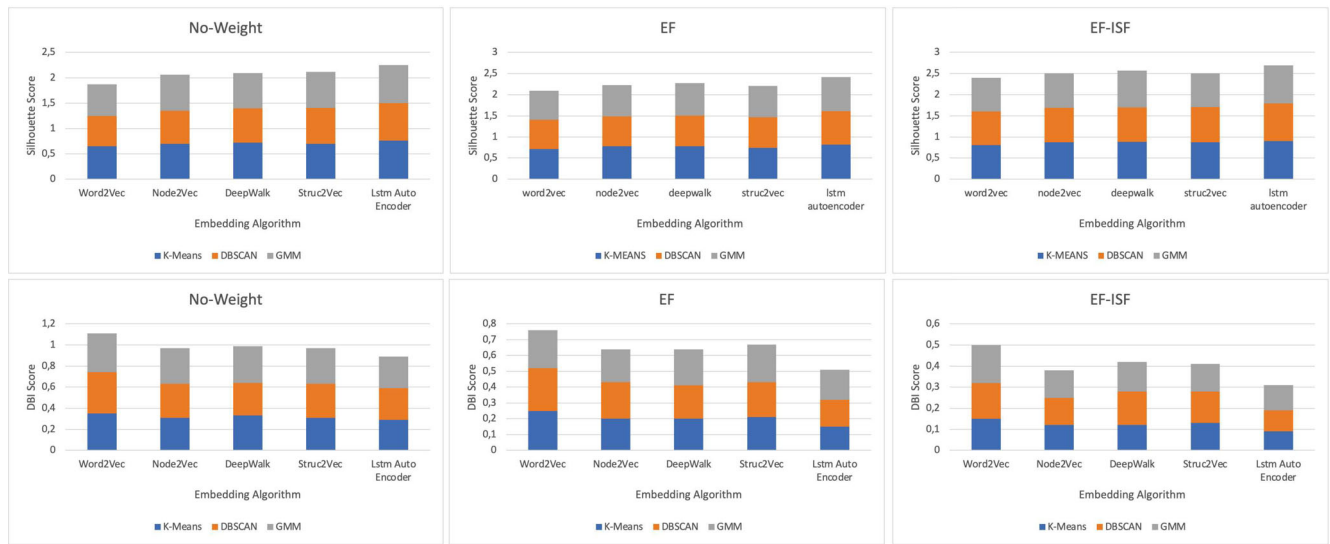 No-Weight
2,5
2
1,5
1
0,5
0
Silhouette Score
Word2Vec Node2Vec DeepWalk Struc2Vec Lstm Auto
Encoder
Embedding Algorithm
K-Means DBSCAN GMM
EF
3
2,5
2
1,5
1
0,5
0
Silhouette Score
word2vec node2vec deepwalk struc2vec lstm
autoencoder
Embedding Algorithm
K-MEANS DBSCAN GMM
EF-ISF
3
2,5
2
1,5
1
0,5
0
Silhouette Score
word2vec node2vec deepwalk struc2vec lstm
autoencoder
Embedding Algorithm
K-MEANS DBSCAN GMM
No-Weight
1,2
1
0,8
0,6
0,4
0,2
0
DBI Score
Word2Vec Node2Vec DeepWalk Struc2Vec Lstm Auto
Encoder
Embedding Algorithm
K-Means DBSCAN GMM
EF
0,8
0,7
0,6
0,5
0,4
0,3
0,2
0,1
0
DBI Score
Word2Vec Node2Vec DeepWalk Struc2Vec Lstm Auto
Encoder
Embedding Algorithm
K-Means DBSCAN GMM
EF-ISF
0,6
0,5
0,4
0,3
0,2
0,1
0
DBI Score
Word2Vec Node2Vec DeepWalk Struc2Vec Lstm Auto
Encoder
Embedding Algorithm
K-Means DBSCAN GMM